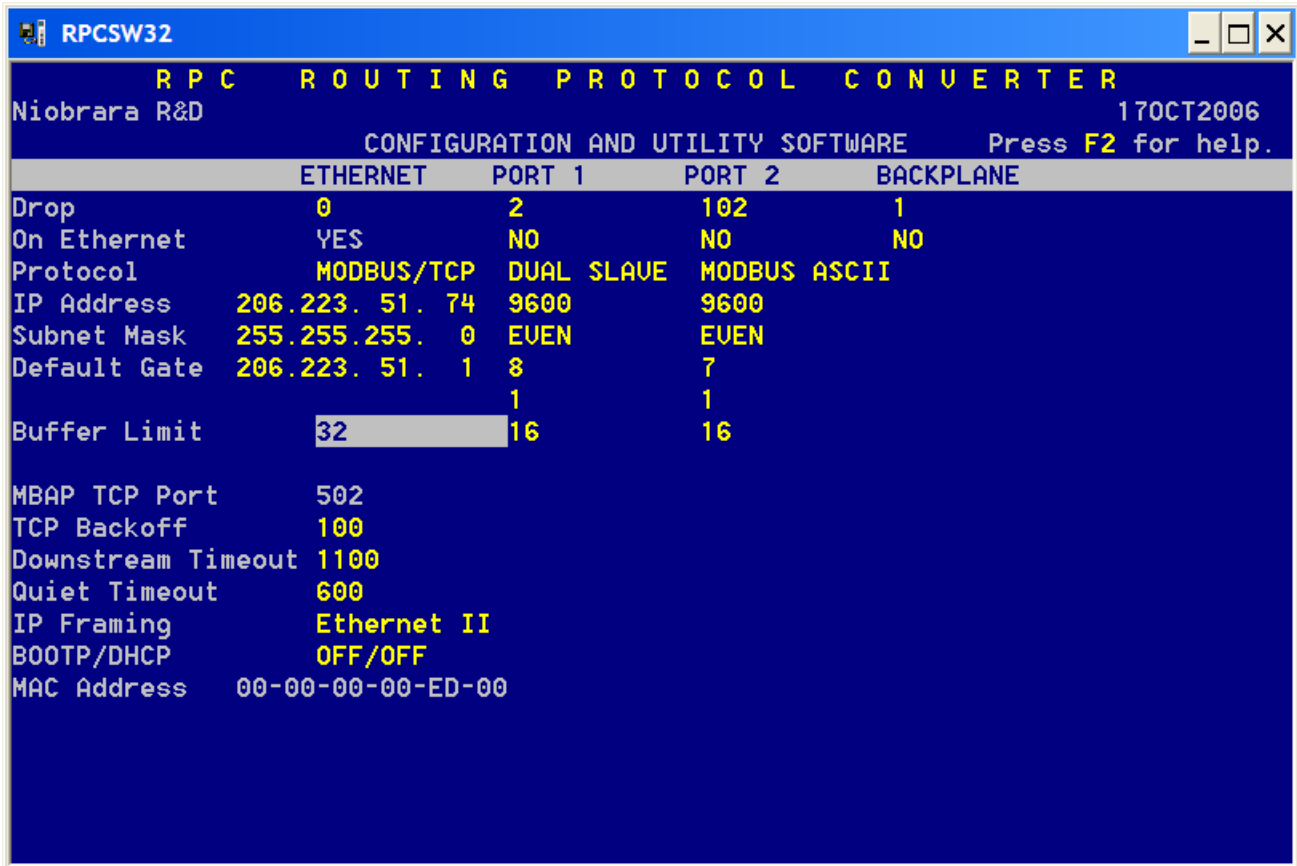 RPCSW32
R P C R O U T I N G P R O T O C O L C O N V E R T E R
Niobrara R&D 17OCT2006
CONFIGURATION AND UTILITY SOFTWARE Press F2 for help.
ETHERNET PORT 1 PORT 2 BACKPLANE
Drop 0 2 102 1
On Ethernet YES NO NO NO
Protocol MODBUS/TCP DUAL SLAVE MODBUS ASCII
IP Address 206.223. 51. 74 9600 9600
Subnet Mask 255.255.255. 0 EVEN EVEN
Default Gate 206.223. 51. 1 8 7
1 1
Buffer Limit 32 16 16
MBAP TCP Port 502
TCP Backoff 100
Downstream Timeout 1100
Quiet Timeout 600
IP Framing Ethernet II
BOOTP/DHCP OFF/OFF
MAC Address 00-00-00-00-ED-00